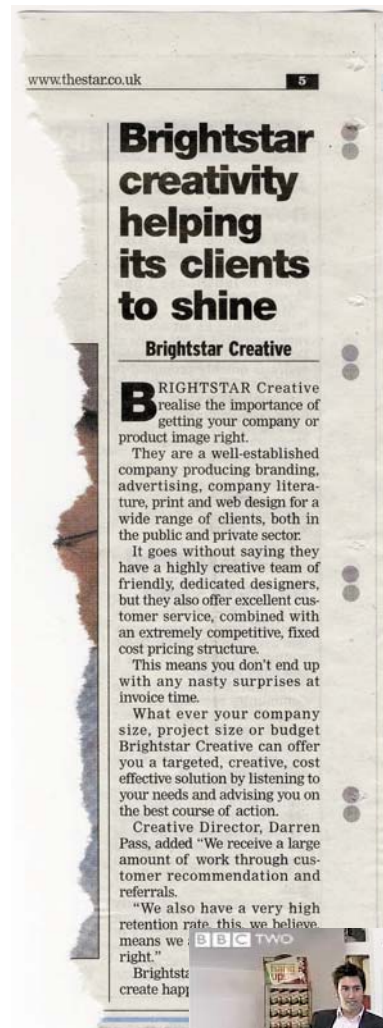 www.thestar.co.uk
5
Brightstar
creativity
helping
its clients
to shine
Brightstar Creative
BRIGHTSTAR Creative
realise the importance of
getting your company or
product image right.
They are a well-established
company producing branding,
advertising, company litera-
ture, print and web design for a
wide range of clients, both in
the public and private sector.
It goes without saying they
have a highly creative team of
friendly, dedicated designers,
but they also offer excellent cus-
tomer service, combined with
an extremely competitive, fixed
cost pricing structure.
This means you don't end up
with any nasty surprises at
invoice time.
What ever your company
size, project size or budget
Brightstar Creative can offer
you a targeted, creative, cost
effective solution by listening to
your needs and advising you on
the best course of action.
Creative Director, Darren
Pass, added “We receive a large
amount of work through cus-
tomer recommendation and
referrals.
“We also have a very high
retention rate, this, we believe,
means we
right.”
create
BBC TWO